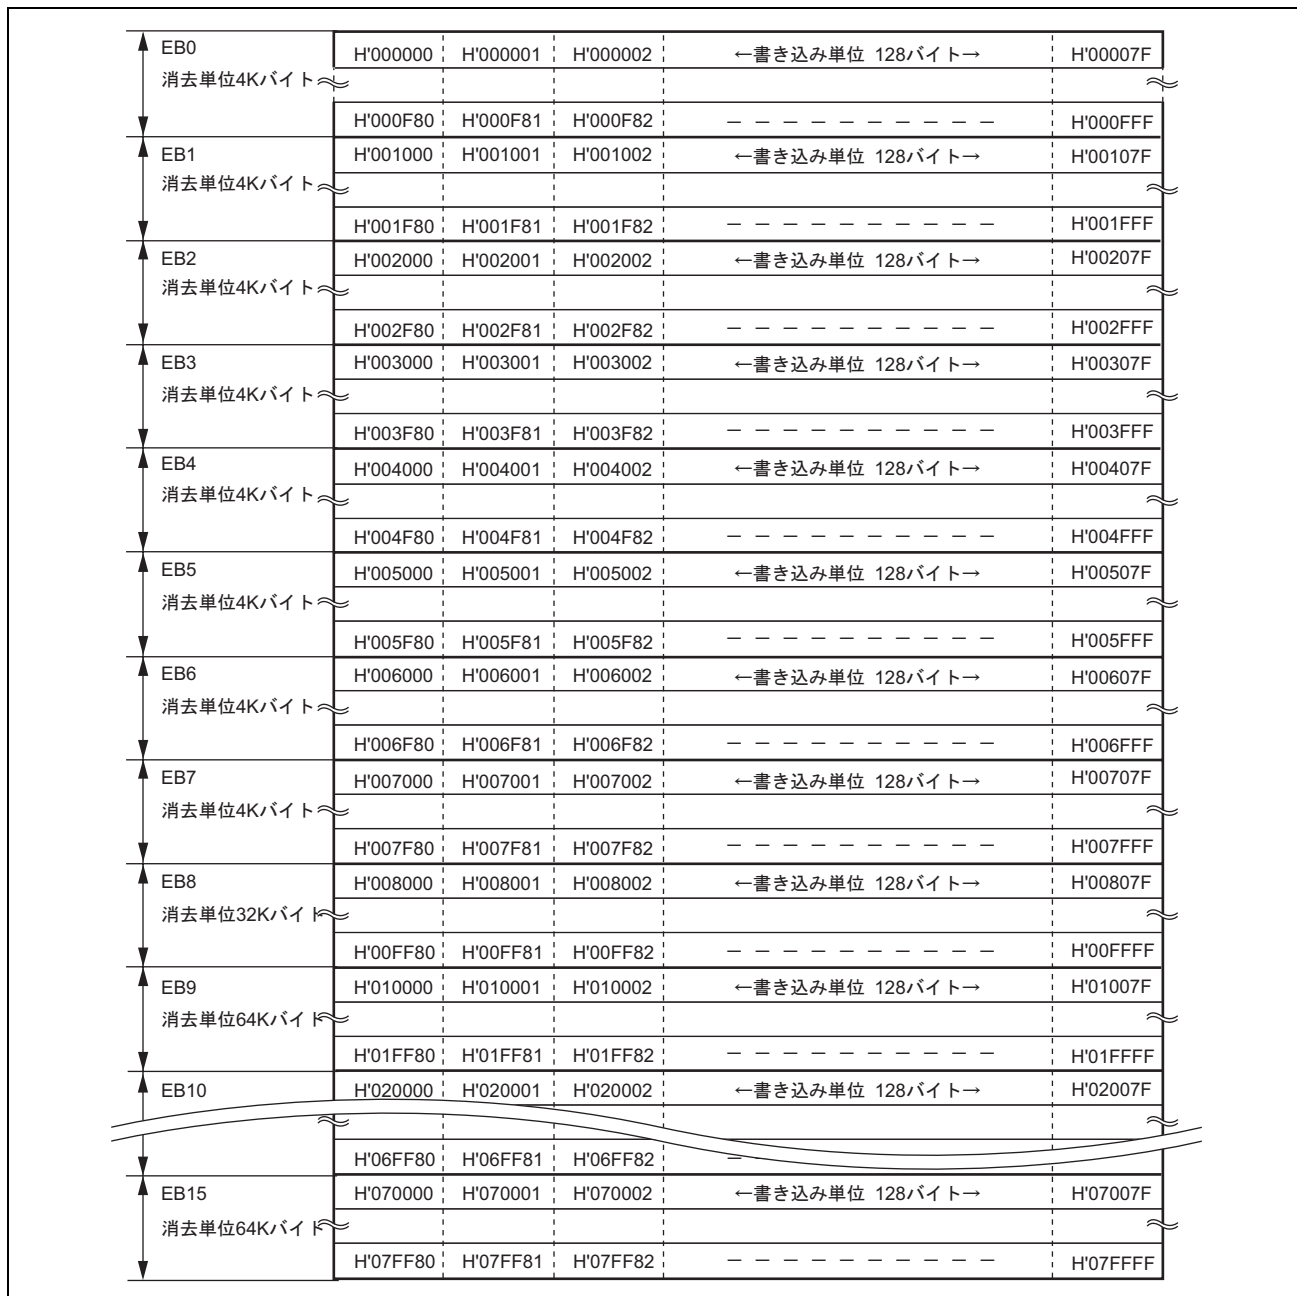 EB0 H'000000 H'000001 H'000002 ←書き込み単位 128バイト→ H'00007F
消去単位4Kバイト
H'000F80 H'000F81 H'000F82 － － － － － － － － － － H'000FFF
EB1 H'001000 H'001001 H'001002 ←書き込み単位 128バイト→ H'00107F
消去単位4Kバイト
H'001F80 H'001F81 H'001F82 － － － － － － － － － － H'001FFF
EB2 H'002000 H'002001 H'002002 ←書き込み単位 128バイト→ H'00207F
消去単位4Kバイト
H'002F80 H'002F81 H'002F82 － － － － － － － － － － H'002FFF
EB3 H'003000 H'003001 H'003002 ←書き込み単位 128バイト→ H'00307F
消去単位4Kバイト
H'003F80 H'003F81 H'003F82 － － － － － － － － － － H'003FFF
EB4 H'004000 H'004001 H'004002 ←書き込み単位 128バイト→ H'00407F
消去単位4Kバイト
H'004F80 H'004F81 H'004F82 － － － － － － － － － － H'004FFF
EB5 H'005000 H'005001 H'005002 ←書き込み単位 128バイト→ H'00507F
消去単位4Kバイト
H'005F80 H'005F81 H'005F82 － － － － － － － － － － H'005FFF
EB6 H'006000 H'006001 H'006002 ←書き込み単位 128バイト→ H'00607F
消去単位4Kバイト
H'006F80 H'006F81 H'006F82 － － － － － － － － － － H'006FFF
EB7 H'007000 H'007001 H'007002 ←書き込み単位 128バイト→ H'00707F
消去単位4Kバイト
H'007F80 H'007F81 H'007F82 － － － － － － － － － － H'007FFF
EB8 H'008000 H'008001 H'008002 ←書き込み単位 128バイト→ H'00807F
消去単位32Kバイト
H'00FF80 H'00FF81 H'00FF82 － － － － － － － － － － H'00FFFF
EB9 H'010000 H'010001 H'010002 ←書き込み単位 128バイト→ H'01007F
消去単位64Kバイト
H'01FF80 H'01FF81 H'01FF82 － － － － － － － － － － H'01FFFF
EB10 H'020000 H'020001 H'020002 ←書き込み単位 128バイト→ H'02007F
H'06FF80 H'06FF81 H'06FF82 － －
EB15 H'070000 H'070001 H'070002 ←書き込み単位 128バイト→ H'07007F
消去単位64Kバイト
H'07FF80 H'07FF81 H'07FF82 － － － － － － － － － － H'07FFFF